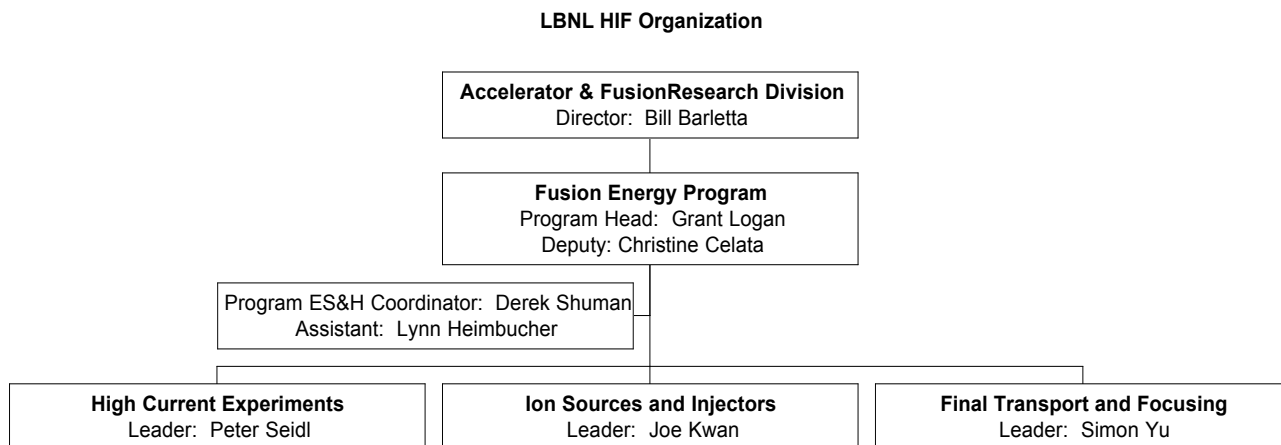 LBNL HIF Organization
Accelerator & FusionResearch Division
Director: Bill Barletta
Fusion Energy Program
Program Head: Grant Logan
Deputy: Christine Celata
Program ES&H Coordinator: Derek Shuman
Assistant: Lynn Heimbucher
High Current Experiments
Leader: Peter Seidl
Ion Sources and Injectors
Leader: Joe Kwan
Final Transport and Focusing
Leader: Simon Yu